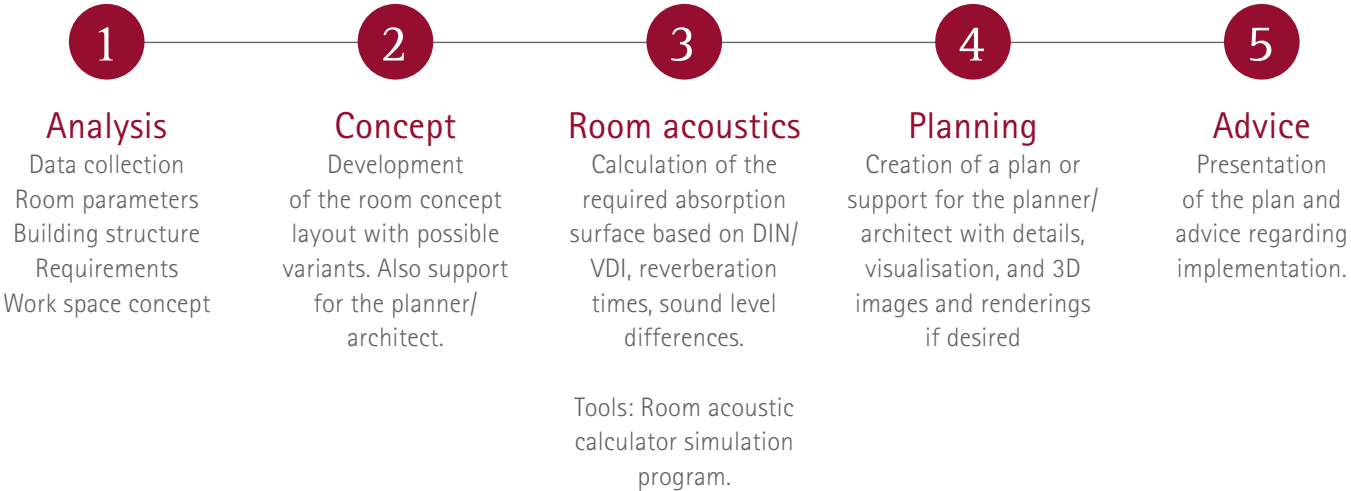 1
Analysis
Data collection
Room parameters
Building structure
Requirements
Work space concept
2
Concept
Development
of the room concept
layout with possible
variants. Also support
for the planner/
architect.
3
Room acoustics
Calculation of the
required absorption
surface based on DIN/
VDI, reverberation
times, sound level
differences.
Tools: Room acoustic
calculator simulation
program.
4
Planning
Creation of a plan or
support for the planner/
architect with details,
visualisation, and 3D
images and renderings
if desired
5
Advice
Presentation
of the plan and
advice regarding
implementation.